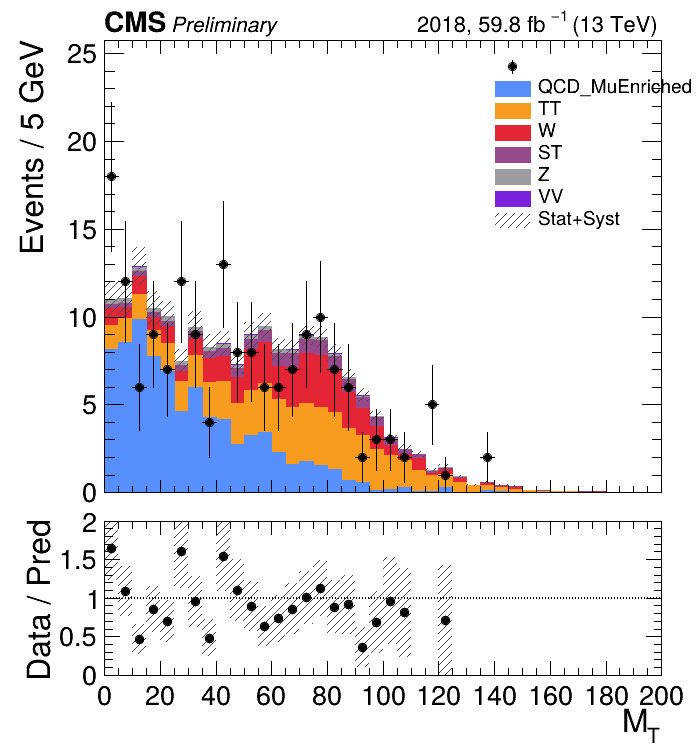 CMS Preliminary 2018, 59.8 fb⁻¹ (13 TeV)
Events / 5 GeV
25
20
15
10
5
0
QCD_MuEnriched
TT
W
ST
Z
VV
Stat+Syst
Data / Pred
2
1.5
1
0.5
0
0 20 40 60 80 100 120 140 160 180 200
M_T